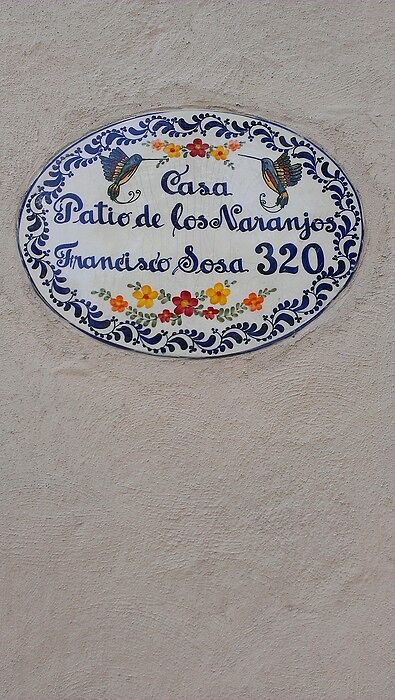 Casa
Patio de los Naranjos
Francisco Sosa 320